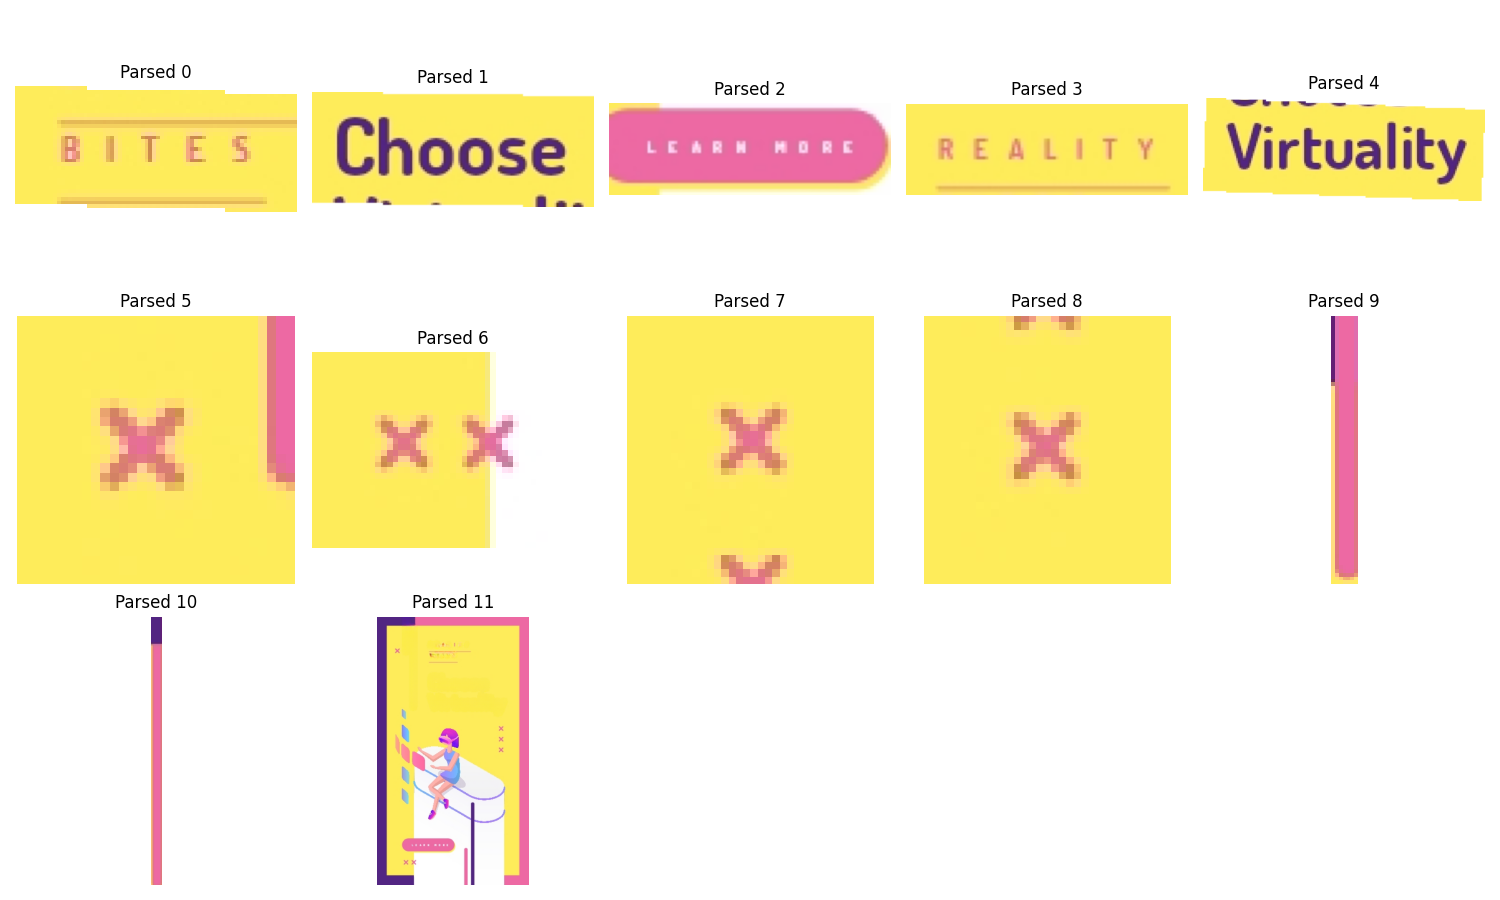 Parsed 0
Parsed 1
Parsed 2
Parsed 3
Parsed 4
BITES
Choose
LEARN MORE
REALITY
Virtuality
Parsed 5
Parsed 6
Parsed 7
Parsed 8
Parsed 9
Parsed 10
Parsed 11